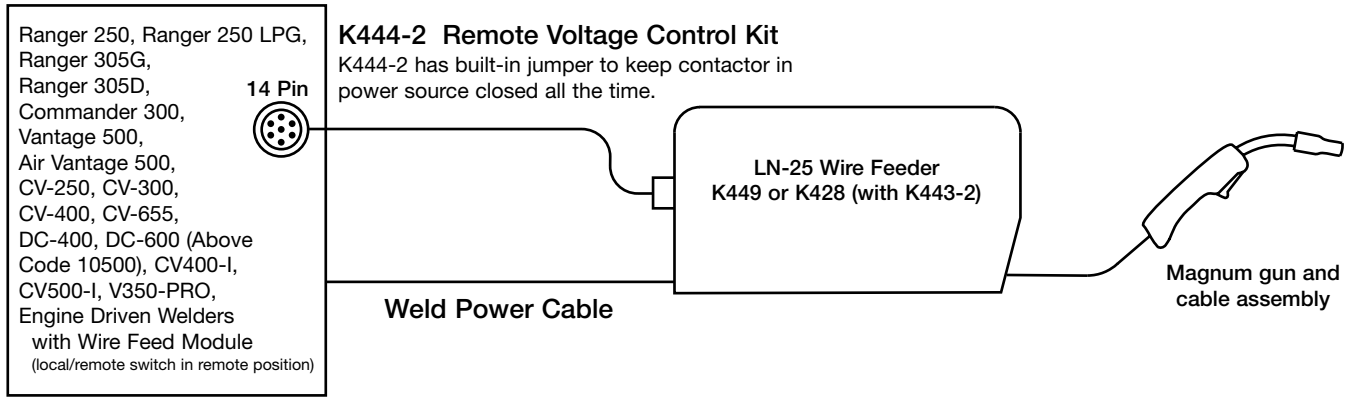 Ranger 250, Ranger 250 LPG,
Ranger 305G,
Ranger 305D,
Commander 300,
Vantage 500,
Air Vantage 500,
CV-250, CV-300,
CV-400, CV-655,
DC-400, DC-600 (Above
Code 10500), CV400-I,
CV500-I, V350-PRO,
Engine Driven Welders
with Wire Feed Module
(local/remote switch in remote position)
14 Pin
K444-2 Remote Voltage Control Kit
K444-2 has built-in jumper to keep contactor in
power source closed all the time.
LN-25 Wire Feeder
K449 or K428 (with K443-2)
Weld Power Cable
Magnum gun and
cable assembly